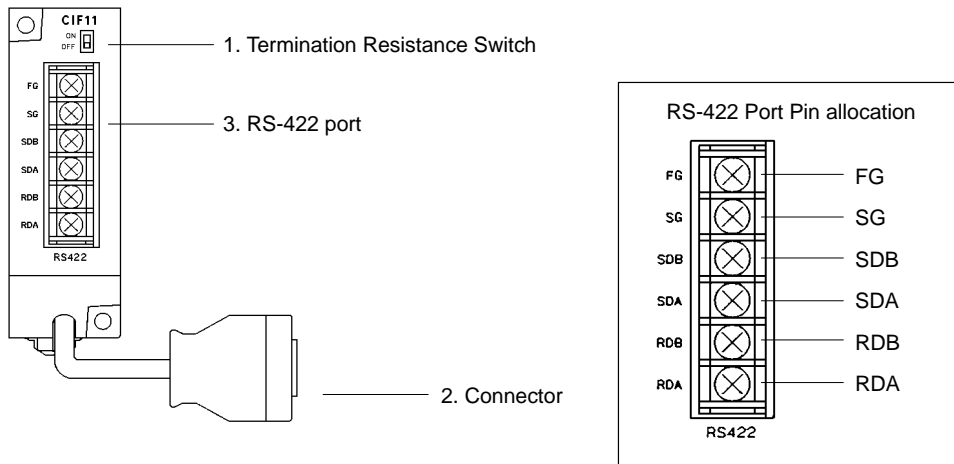 CIF11
ON
OFF
1. Termination Resistance Switch
FG
SG
SDB
SDA
RDB
RDA
RS422
3. RS-422 port
2. Connector
RS-422 Port Pin allocation
FG FG
SG SG
SDB SDB
SDA SDA
RDB RDB
RDA RDA
RS422